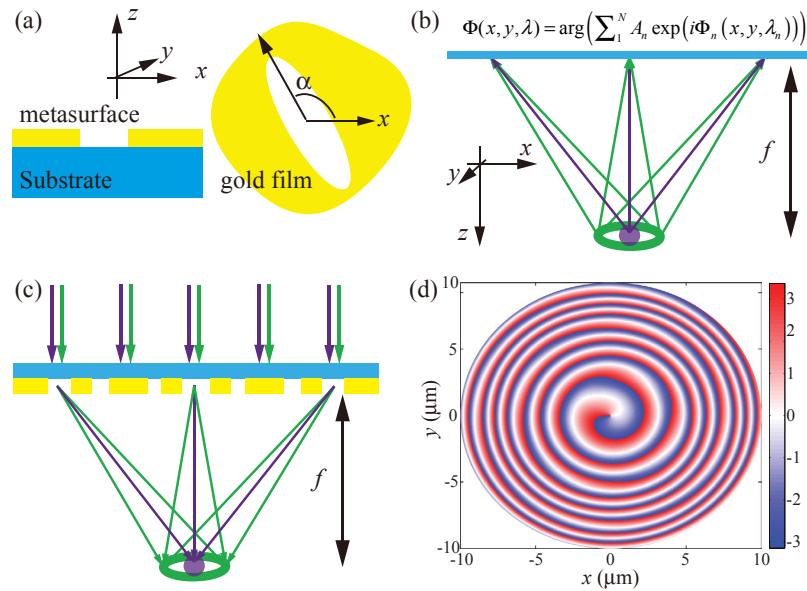 (a)
z
y
x
metasurface
Substrate
α
x
gold film
(b)
Φ(x, y, λ) = arg(∑₁ᴺ Aₙ exp(iΦₙ(x, y, λₙ)))
x
y
z
f
(c)
f
(d)
10
5
0
-5
-10
y (μm)
-10 -5 0 5 10
x (μm)
3
2
1
0
-1
-2
-3